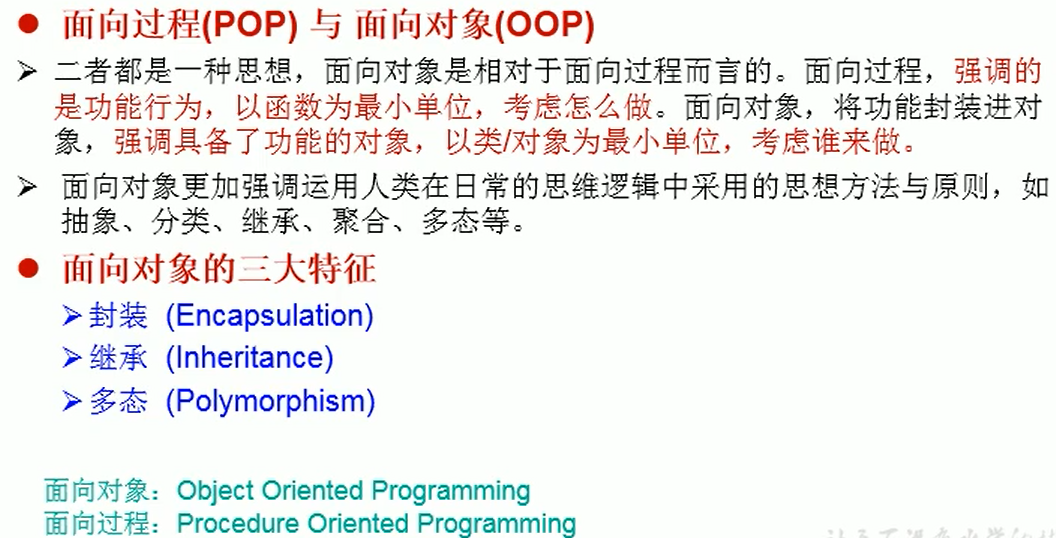 ● 面向过程(POP) 与 面向对象(OOP)
➢ 二者都是一种思想，面向对象是相对于面向过程而言的。面向过程，强调的
是功能行为，以函数为最小单位，考虑怎么做。面向对象，将功能封装进对
象，强调具备了功能的对象，以类/对象为最小单位，考虑谁来做。
➢ 面向对象更加强调运用人类在日常的思维逻辑中采用的思想方法与原则，如
抽象、分类、继承、聚合、多态等。
● 面向对象的三大特征
➢ 封装 (Encapsulation)
➢ 继承 (Inheritance)
➢ 多态 (Polymorphism)
面向对象：Object Oriented Programming
面向过程：Procedure Oriented Programming